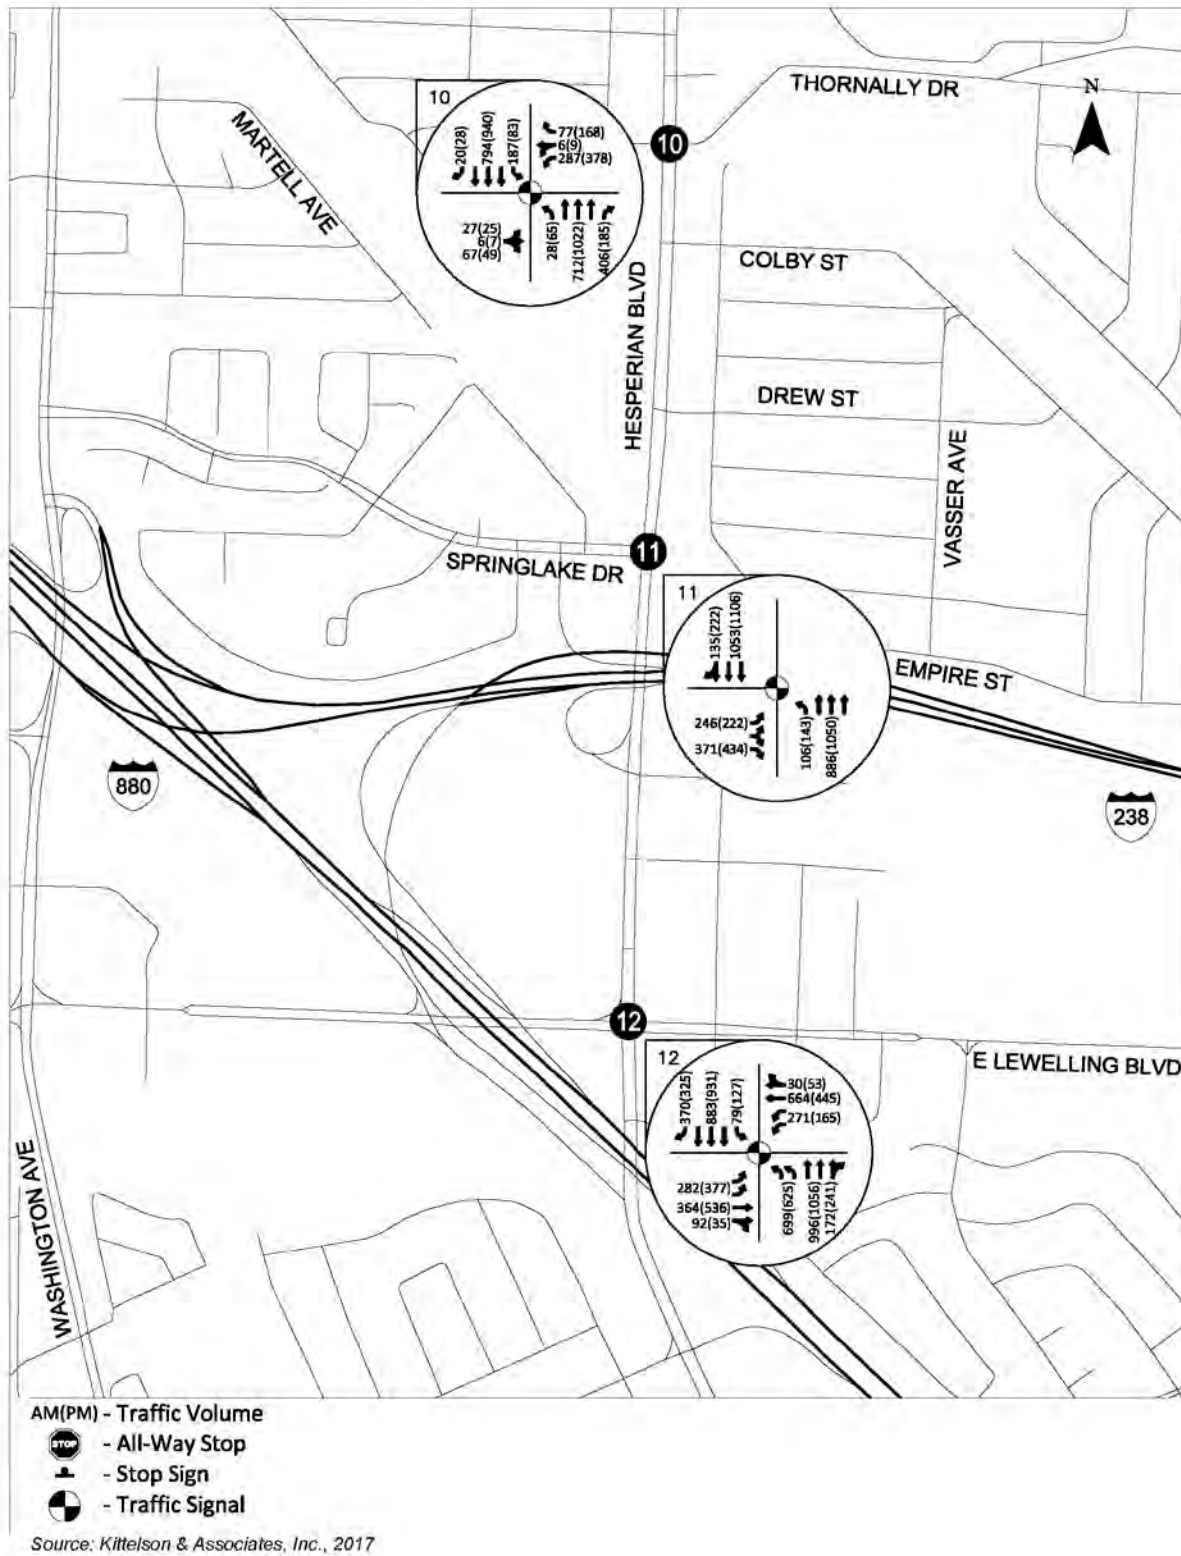 THORNALLY DR
N
MARTELL AVE
10
20(28)
794(940)
187(83)
77(168)
6(9)
287(378)
27(25)
6(7)
67(49)
28(65)
712(1022)
406(185)
10
COLBY ST
HESPERIAN BLVD
DREW ST
VASSER AVE
11
SPRINGLAKE DR
11
135(222)
1053(1106)
246(222)
371(434)
106(143)
886(1050)
EMPIRE ST
880
238
12
E LEWELLING BLVD
12
370(325)
883(931)
79(127)
30(53)
664(445)
271(165)
282(377)
364(536)
92(35)
699(625)
996(1056)
172(241)
WASHINGTON AVE
AM(PM) - Traffic Volume
STOP - All-Way Stop
- Stop Sign
- Traffic Signal
Source: Kittelson & Associates, Inc., 2017